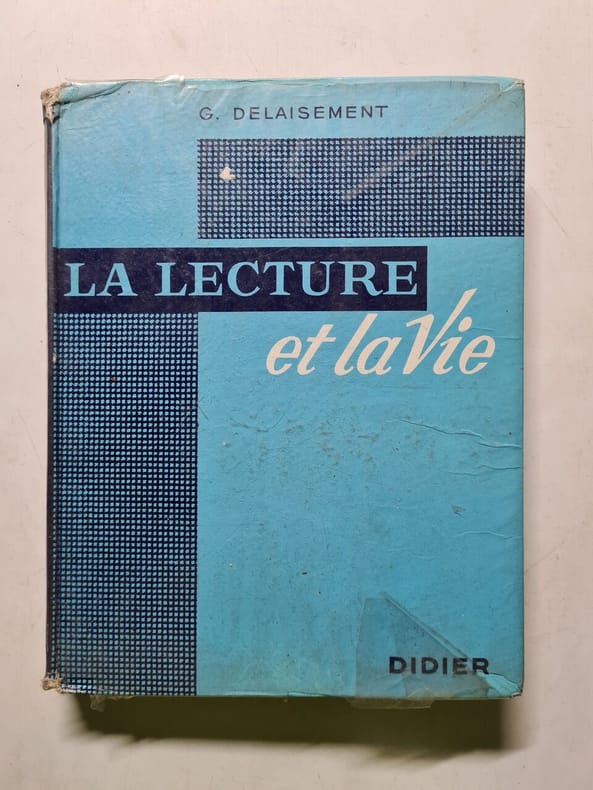 G. DELAISEMENT
LA LECTURE
et la Vie
DIDIER